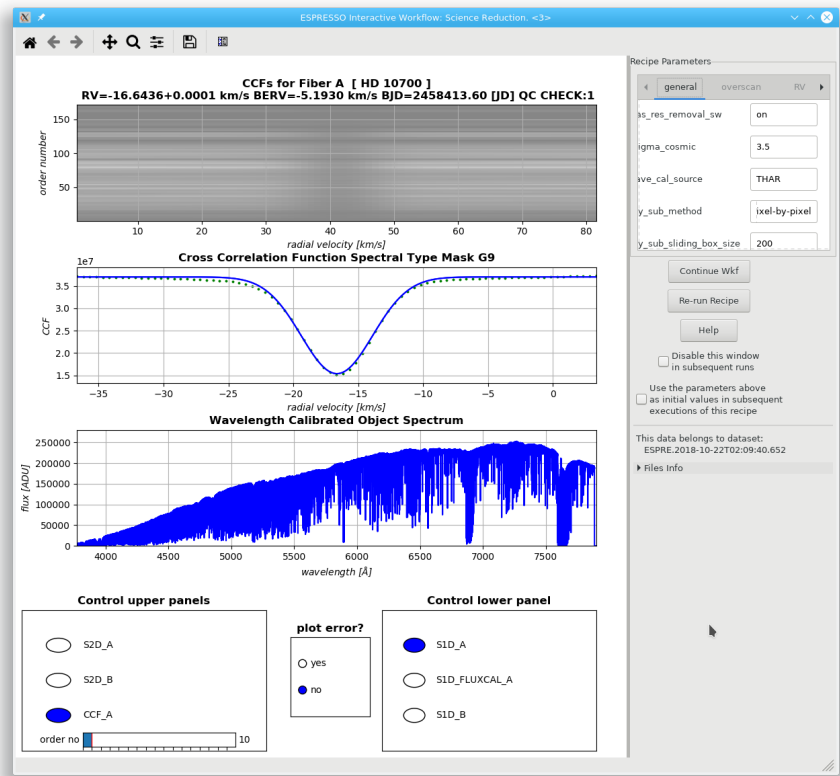 ESPRESSO Interactive Workflow: Science Reduction. <3>
CCFs for Fiber A [ HD 10700 ]
RV=-16.6436+0.0001 km/s BERV=-5.1930 km/s BJD=2458413.60 [JD] QC CHECK:1
150
100
50
order number
10 20 30 40 50 60 70 80
radial velocity [km/s]
Cross Correlation Function Spectral Type Mask G9
1e7
3.5
3.0
2.5
2.0
1.5
CCF
−35 −30 −25 −20 −15 −10 −5 0
radial velocity [km/s]
Wavelength Calibrated Object Spectrum
250000
200000
150000
100000
50000
0
flux [ADU]
4000 4500 5000 5500 6000 6500 7000 7500
wavelength [Å]
Control upper panels
S2D_A
S2D_B
CCF_A
order no 10
plot error?
yes
no
Control lower panel
S1D_A
S1D_FLUXCAL_A
S1D_B
Recipe Parameters
general overscan RV
as_res_removal_sw on
igma_cosmic 3.5
ave_cal_source THAR
y_sub_method ixel-by-pixel
y_sub_sliding_box_size 200
Continue Wkf
Re-run Recipe
Help
Disable this window
in subsequent runs
Use the parameters above
as initial values in subsequent
executions of this recipe
This data belongs to dataset:
ESPRE.2018-10-22T02:09:40.652
Files Info